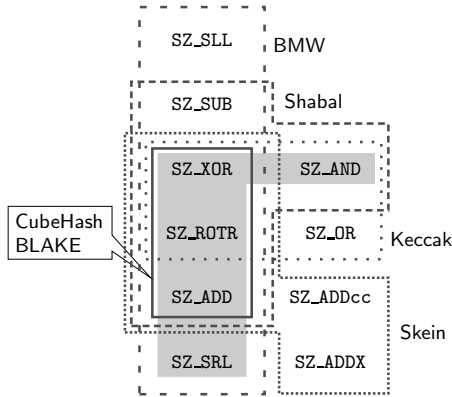 SZ_SLL
BMW
SZ_SUB
Shabal
SZ_XOR SZ_AND
CubeHash
BLAKE
SZ_ROTR SZ_OR
Keccak
SZ_ADD SZ_ADDcc
Skein
SZ_SRL SZ_ADDX